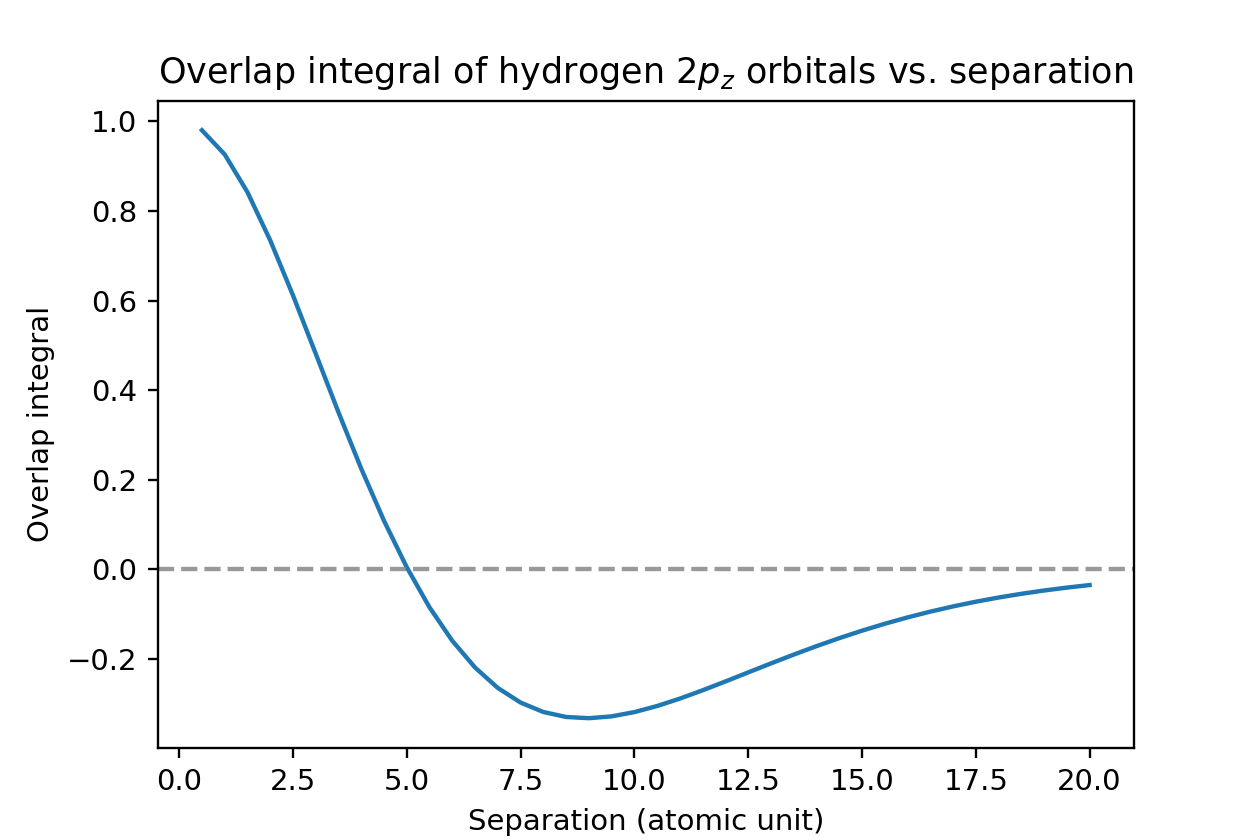 Overlap integral of hydrogen 2p_z orbitals vs. separation
1.0
0.8
0.6
0.4
0.2
0.0
−0.2
Overlap integral
0.0 2.5 5.0 7.5 10.0 12.5 15.0 17.5 20.0
Separation (atomic unit)